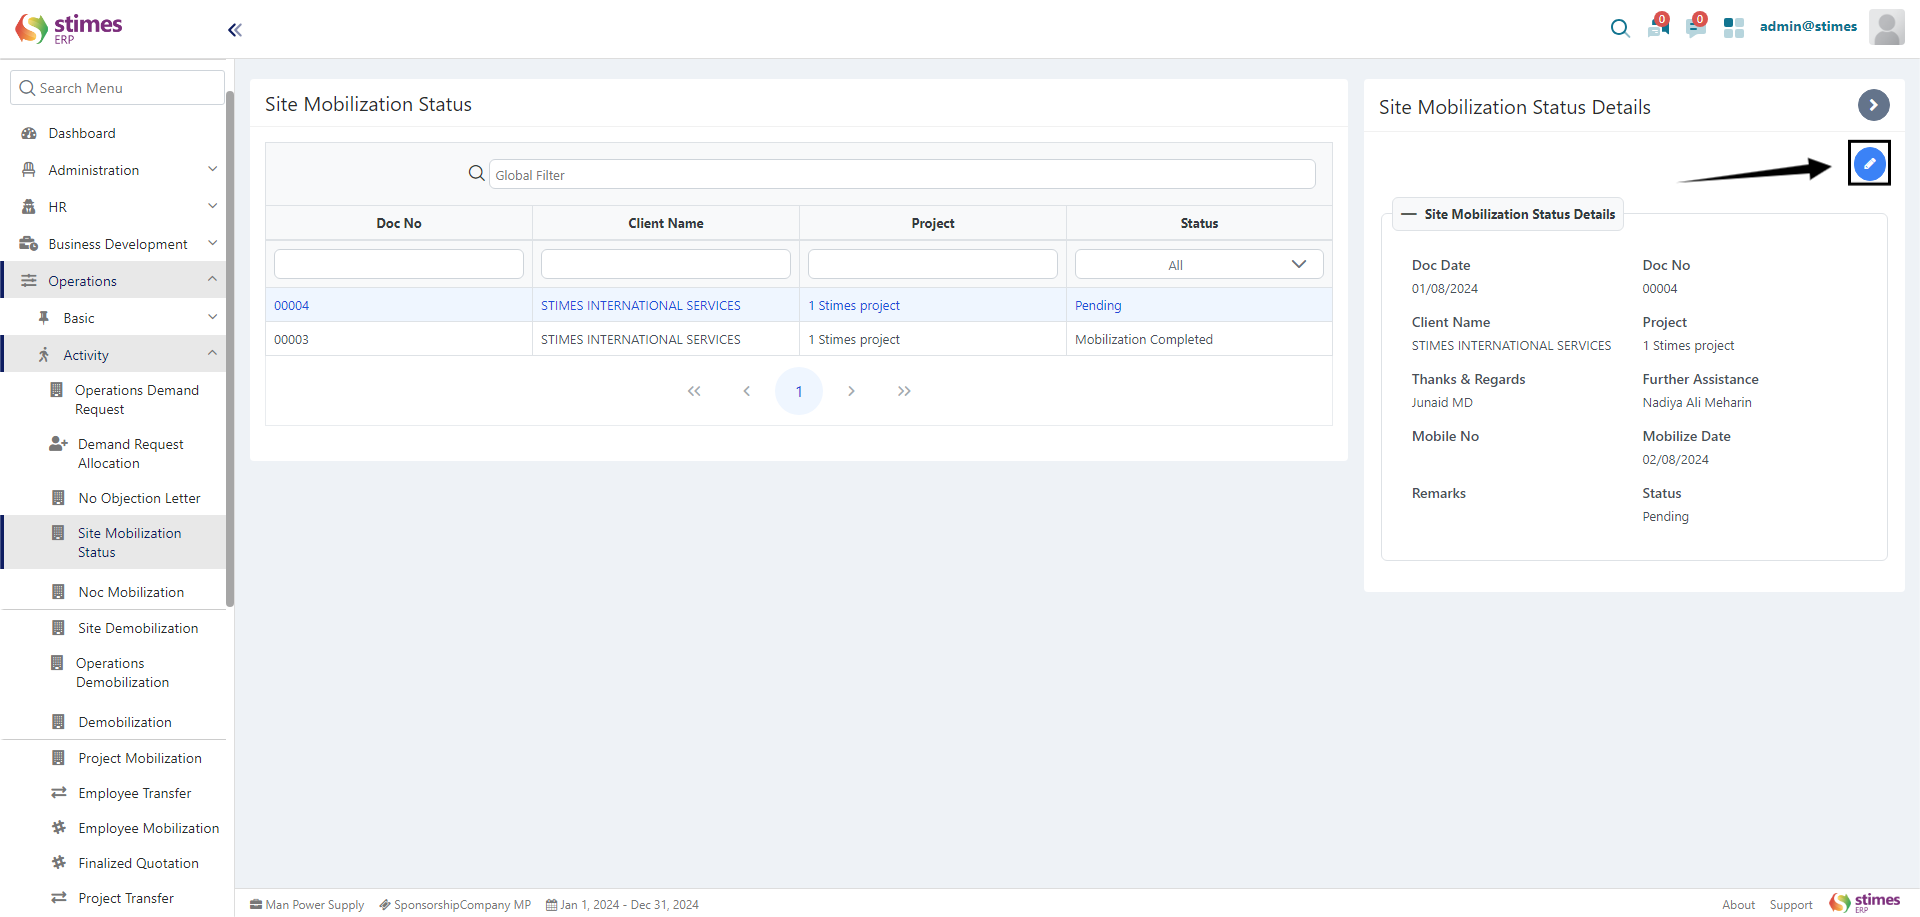 stimes
ERP
0
0
admin@stimes
Search Menu
Dashboard
Administration
HR
Business Development
Operations
Basic
Activity
Operations Demand
Request
Demand Request
Allocation
No Objection Letter
Site Mobilization
Status
Noc Mobilization
Site Demobilization
Operations
Demobilization
Demobilization
Project Mobilization
Employee Transfer
Employee Mobilization
Finalized Quotation
Project Transfer
Site Mobilization Status
Global Filter
Doc No Client Name Project Status
All
00004 STIMES INTERNATIONAL SERVICES 1 Stimes project Pending
00003 STIMES INTERNATIONAL SERVICES 1 Stimes project Mobilization Completed
1
Site Mobilization Status Details
Site Mobilization Status Details
Doc Date Doc No
01/08/2024 00004
Client Name Project
STIMES INTERNATIONAL SERVICES 1 Stimes project
Thanks & Regards Further Assistance
Junaid MD Nadiya Ali Meharin
Mobile No Mobilize Date
02/08/2024
Remarks Status
Pending
Man Power Supply SponsorshipCompany MP Jan 1, 2024 - Dec 31, 2024
About Support stimes
ERP